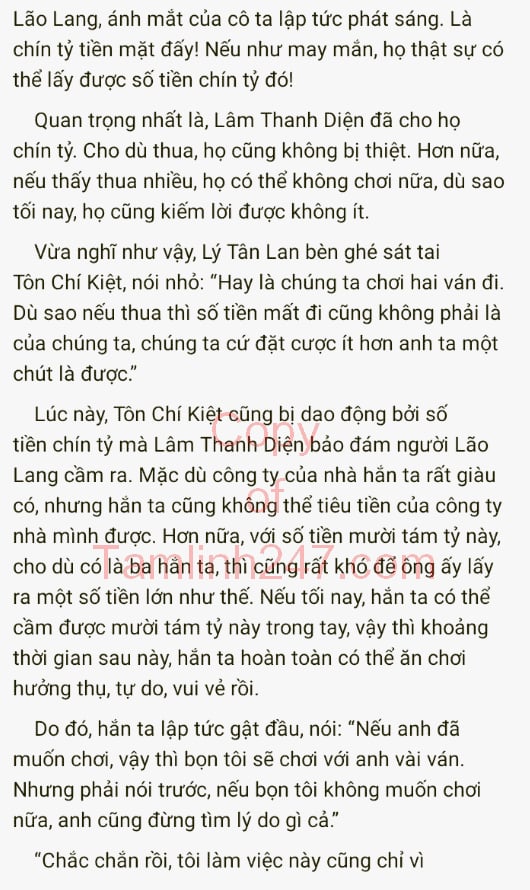 Lão Lang, ánh mắt của cô ta lập tức phát sáng. Là
chín tỷ tiền mặt đấy! Nếu như may mắn, họ thật sự có
thể lấy được số tiền chín tỷ đó!
Quan trọng nhất là, Lâm Thanh Diện đã cho họ
chín tỷ. Cho dù thua, họ cũng không bị thiệt. Hơn nữa,
nếu thấy thua nhiều, họ có thể không chơi nữa, dù sao
tối nay, họ cũng kiếm lời được không ít.
Vừa nghĩ như vậy, Lý Tân Lan bèn ghé sát tai
Tôn Chí Kiệt, nói nhỏ: “Hay là chúng ta chơi hai ván đi.
Dù sao nếu thua thì số tiền mất đi cũng không phải là
của chúng ta, chúng ta cứ đặt cược ít hơn anh ta một
chút là được.”
Lúc này, Tôn Chí Kiệt cũng bị dao động bởi số
tiền chín tỷ mà Lâm Thanh Diện bảo đám người Lão
Lang cầm ra. Mặc dù công ty của nhà hắn ta rất giàu
có, nhưng hắn ta cũng không thể tiêu tiền của công ty
nhà mình được. Hơn nữa, với số tiền mười tám tỷ này,
cho dù có là ba hắn ta, thì cũng rất khó để ông ấy lấy
ra một số tiền lớn như thế. Nếu tối nay, hắn ta có thể
cầm được mười tám tỷ này trong tay, vậy thì khoảng
thời gian sau này, hắn ta hoàn toàn có thể ăn chơi
hưởng thụ, tự do, vui vẻ rồi.
Do đó, hắn ta lập tức gật đầu, nói: “Nếu anh đã
muốn chơi, vậy thì bọn tôi sẽ chơi với anh vài ván.
Nhưng phải nói trước, nếu bọn tôi không muốn chơi
nữa, anh cũng đừng tìm lý do gì cả.”
“Chắc chắn rồi, tôi làm việc này cũng chỉ vì
Copy
of
Tamlinh247.com